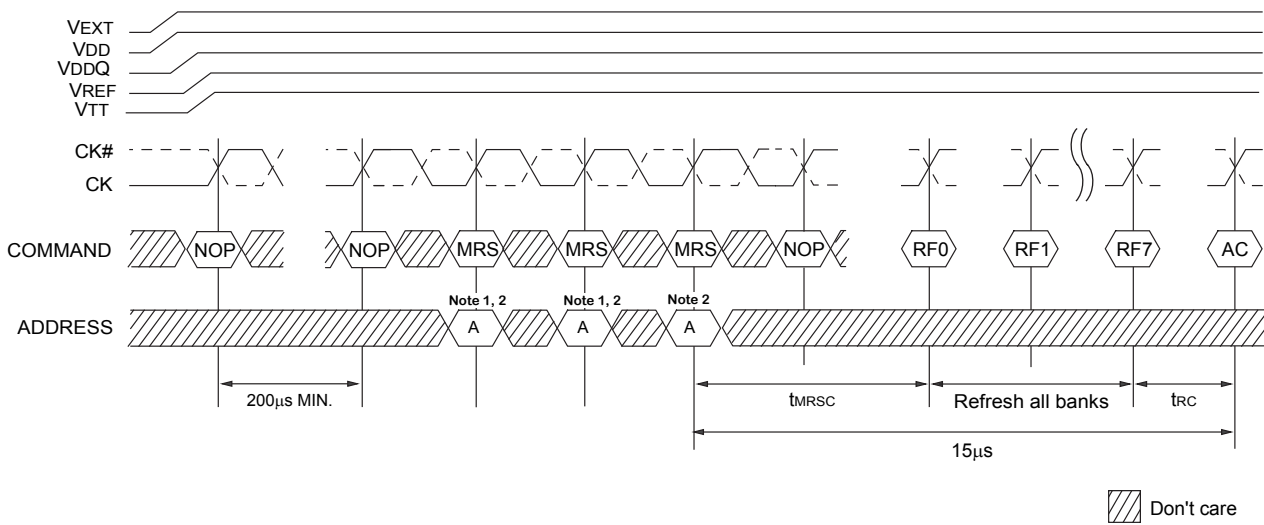 VEXT
VDD
VDDQ
VREF
VTT
CK#
CK
COMMAND NOP NOP MRS MRS MRS NOP RF0 RF1 RF7 AC
Note 1, 2 Note 1, 2 Note 2
ADDRESS A A A
200μs MIN. tMRSC Refresh all banks tRC
15μs
Don't care